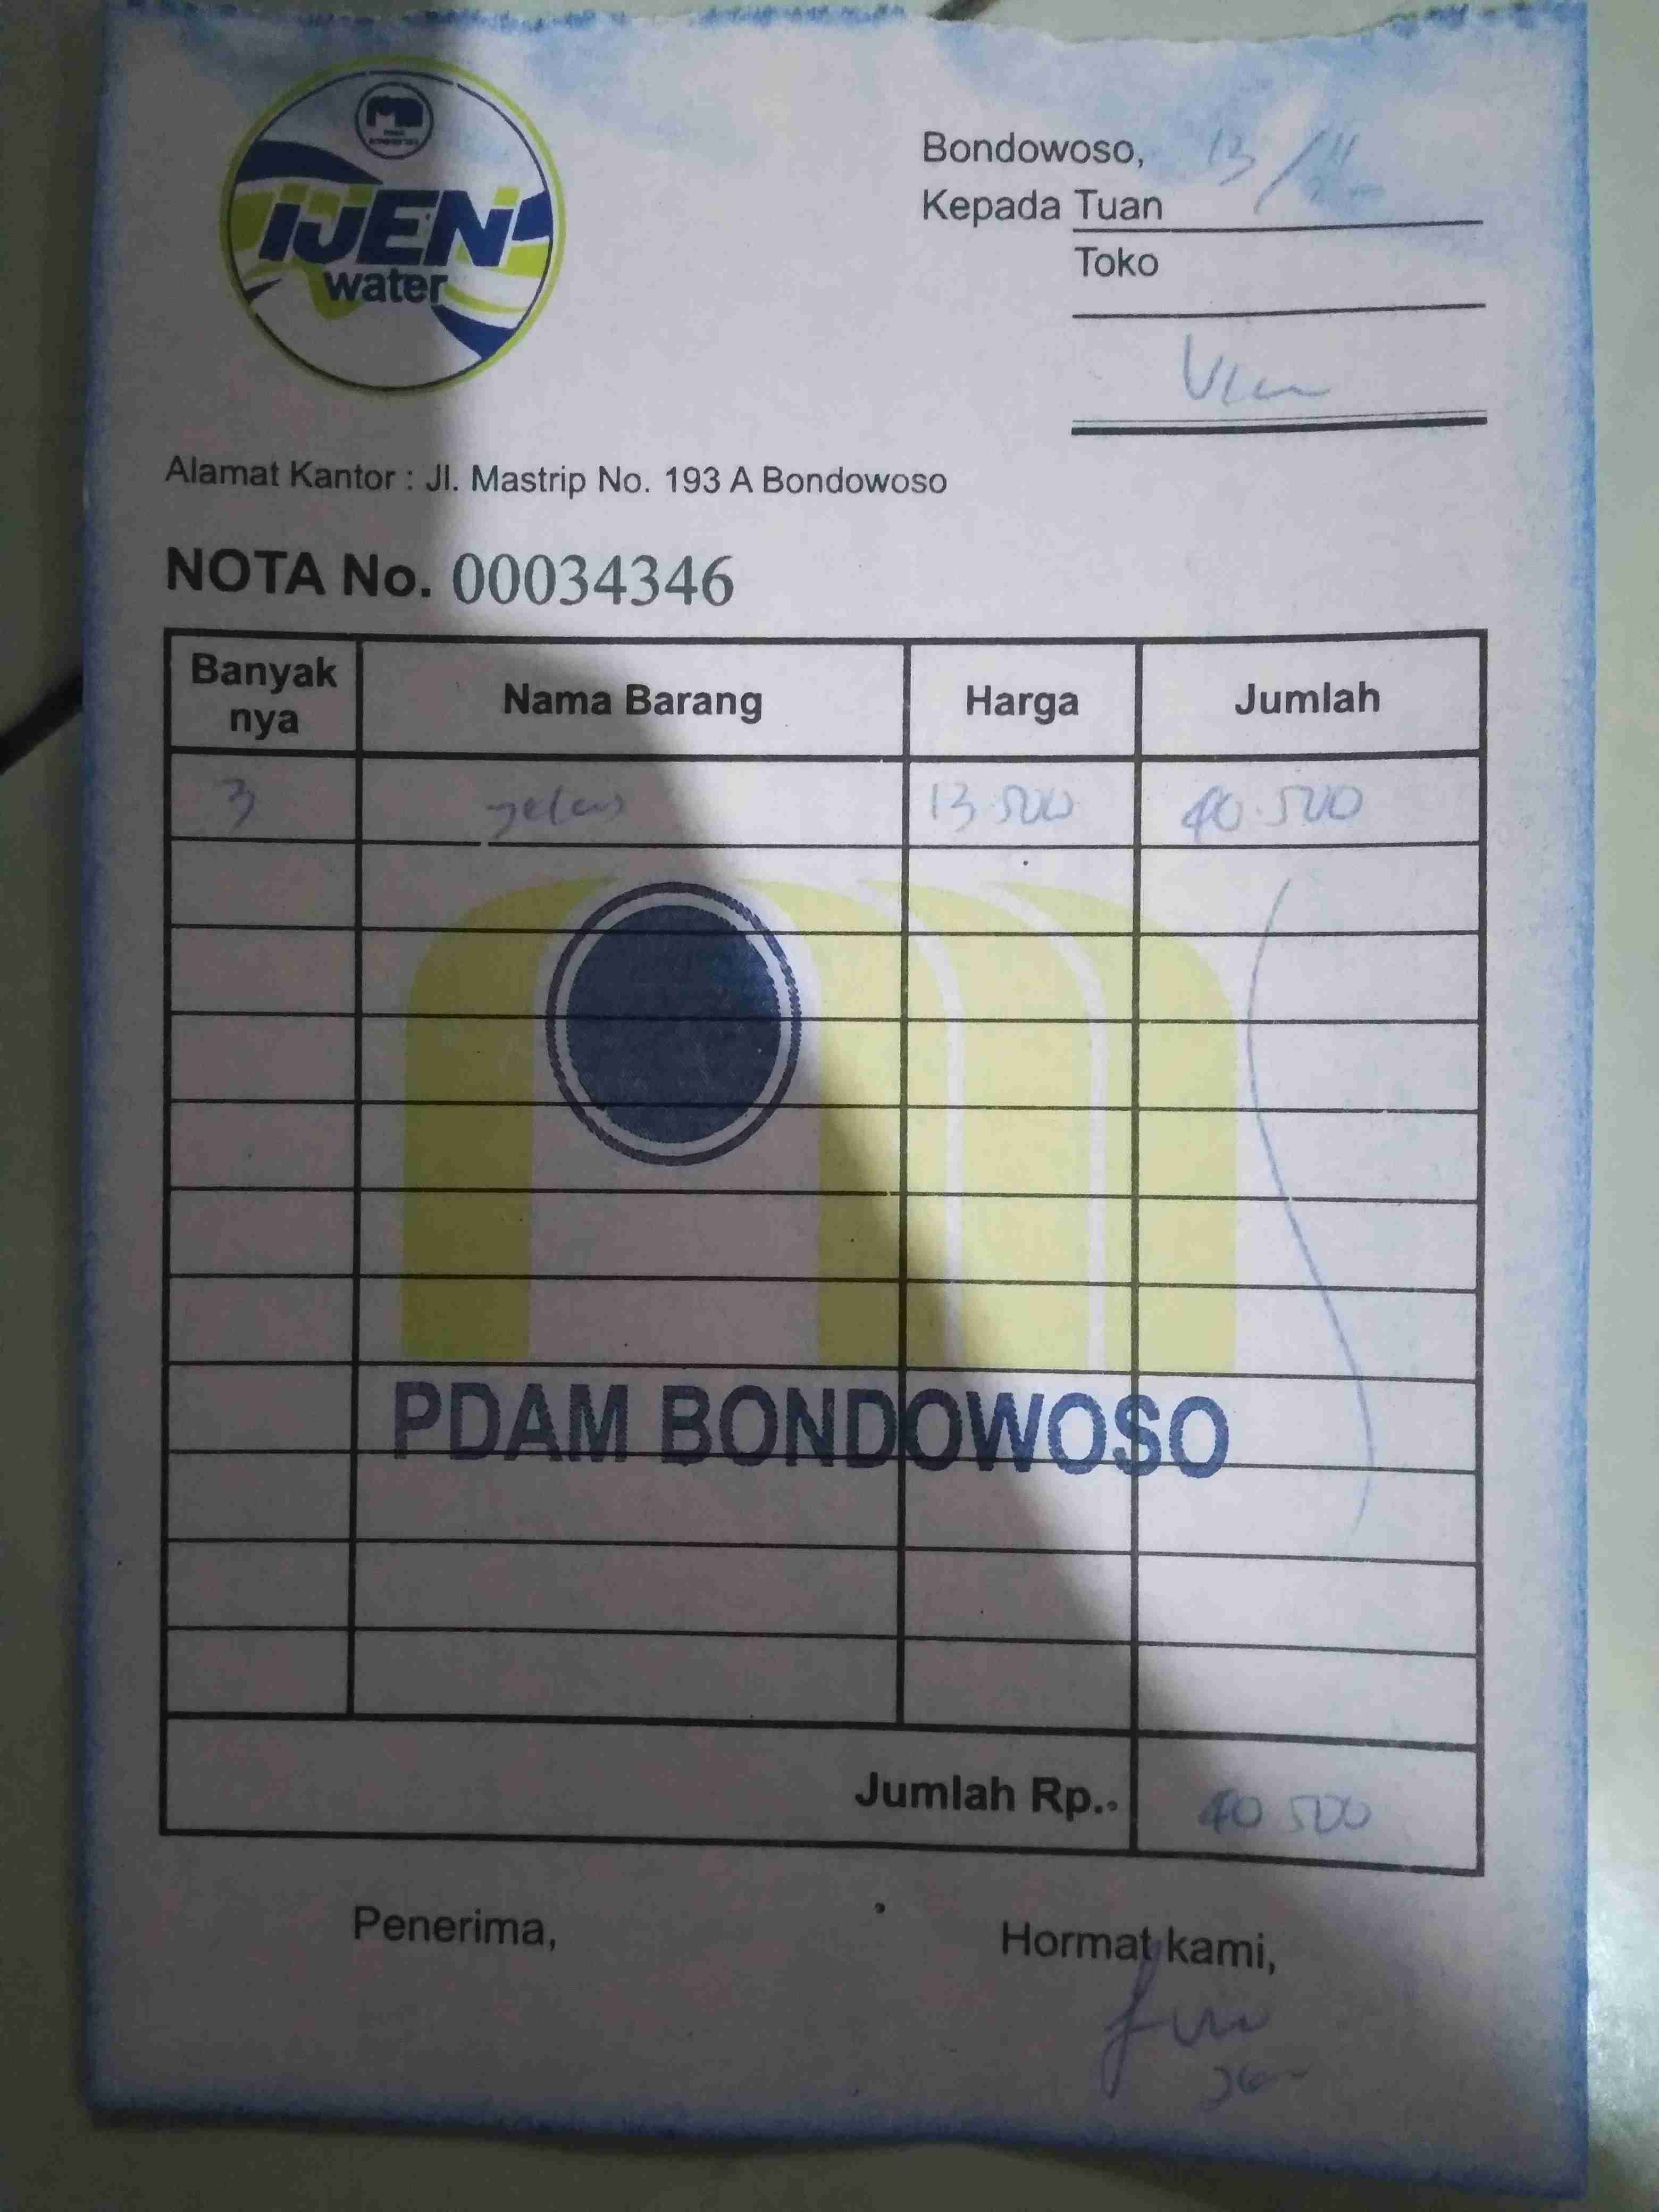 IJEN
water
Bondowoso, 13/11
Kepada Tuan
Toko
Alamat Kantor : Jl. Mastrip No. 193 A Bondowoso
NOTA No. 00034346
Banyak nya Nama Barang Harga Jumlah
3 gelas 13.500 40.500
PDAM BONDOWOSO
Jumlah Rp.. 40 500
Penerima, Hormat kami,